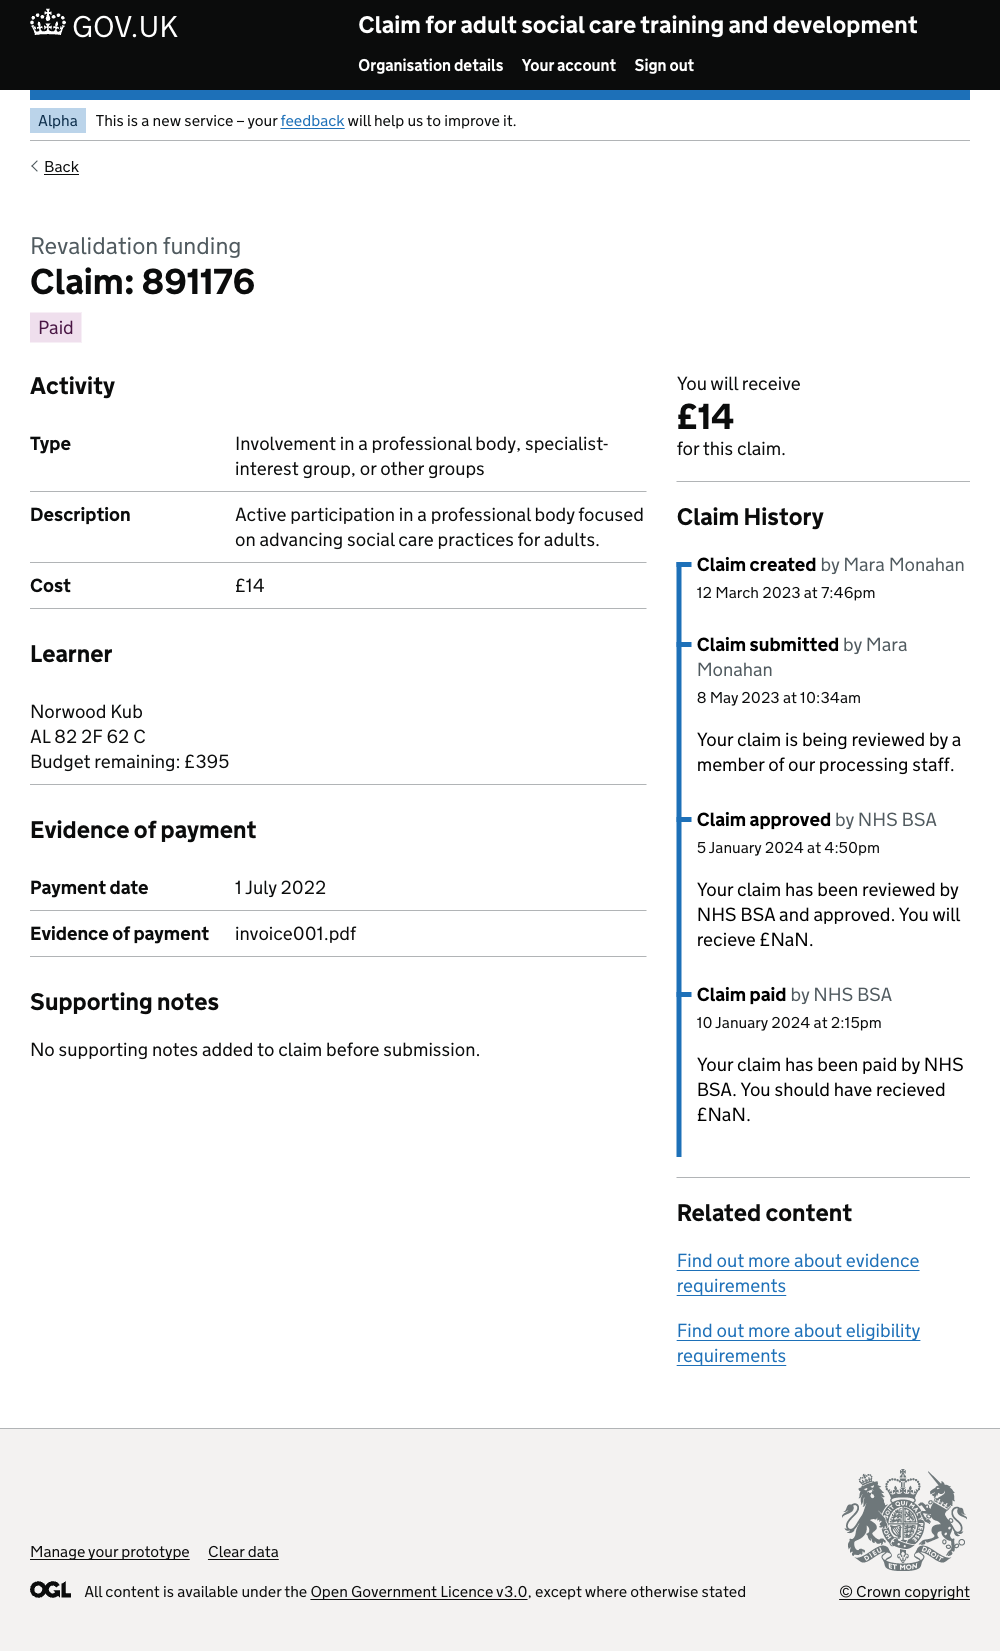 GOV.UK
Claim for adult social care training and development
Organisation details Your account Sign out
Alpha This is a new service – your feedback will help us to improve it.
Back
Revalidation funding
Claim: 891176
Paid
Activity
Type Involvement in a professional body, specialist-
interest group, or other groups
Description Active participation in a professional body focused
on advancing social care practices for adults.
Cost £14
Learner
Norwood Kub
AL 82 2F 62 C
Budget remaining: £395
Evidence of payment
Payment date 1 July 2022
Evidence of payment invoice001.pdf
Supporting notes
No supporting notes added to claim before submission.
You will receive
£14
for this claim.
Claim History
Claim created by Mara Monahan
12 March 2023 at 7:46pm
Claim submitted by Mara
Monahan
8 May 2023 at 10:34am
Your claim is being reviewed by a
member of our processing staff.
Claim approved by NHS BSA
5 January 2024 at 4:50pm
Your claim has been reviewed by
NHS BSA and approved. You will
recieve £NaN.
Claim paid by NHS BSA
10 January 2024 at 2:15pm
Your claim has been paid by NHS
BSA. You should have recieved
£NaN.
Related content
Find out more about evidence
requirements
Find out more about eligibility
requirements
Manage your prototype Clear data
OGL All content is available under the Open Government Licence v3.0, except where otherwise stated
DIEU ET MON DROIT
© Crown copyright